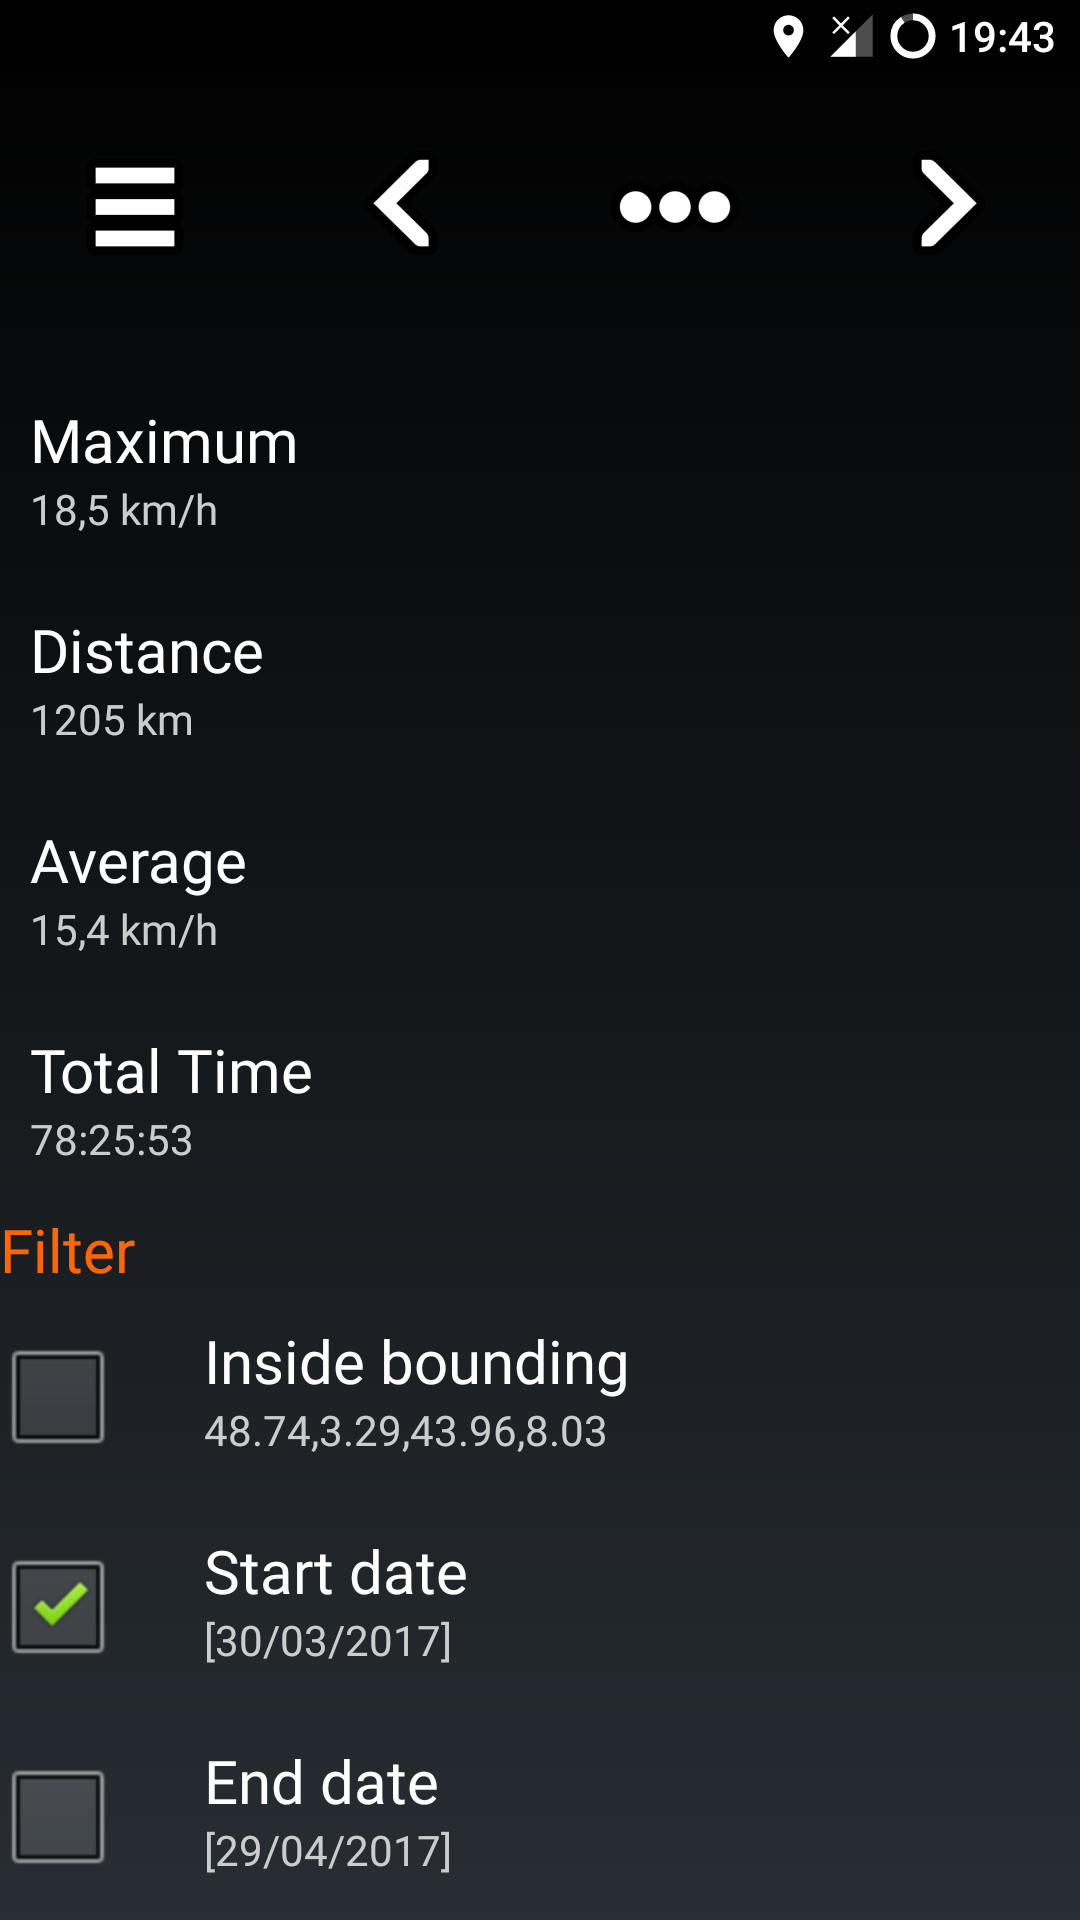 19:43
Maximum
18,5 km/h
Distance
1205 km
Average
15,4 km/h
Total Time
78:25:53
Filter
Inside bounding
48.74,3.29,43.96,8.03
Start date
[30/03/2017]
End date
[29/04/2017]